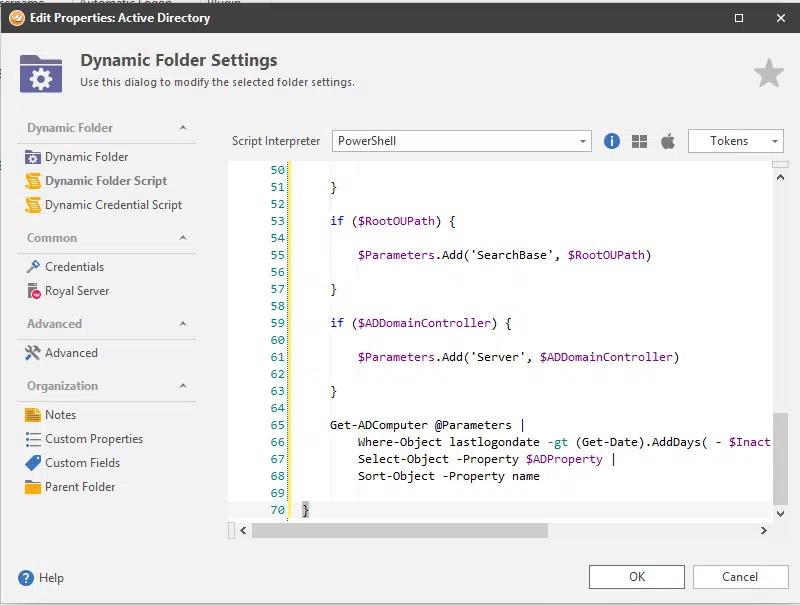 Edit Properties: Active Directory
Dynamic Folder Settings
Use this dialog to modify the selected folder settings.
Dynamic Folder
Dynamic Folder
Dynamic Folder Script
Dynamic Credential Script
Common
Credentials
Royal Server
Advanced
Advanced
Organization
Notes
Custom Properties
Custom Fields
Parent Folder
Script Interpreter PowerShell Tokens
50
51 }
52
53 if ($RootOUPath) {
54
55 $Parameters.Add('SearchBase', $RootOUPath)
56
57 }
58
59 if ($ADDomainController) {
60
61 $Parameters.Add('Server', $ADDomainController)
62
63 }
64
65 Get-ADComputer @Parameters |
66 Where-Object lastlogondate -gt (Get-Date).AddDays( - $Inact
67 Select-Object -Property $ADProperty |
68 Sort-Object -Property name
69
70 }
Help
OK Cancel